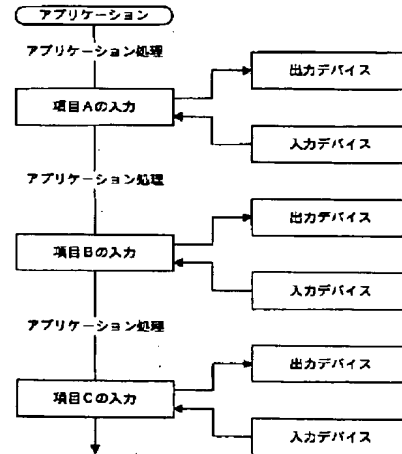 アプリケーション
アプリケーション処理
出力デバイス
項目Aの入力
入力デバイス
アプリケーション処理
出力デバイス
項目Bの入力
入力デバイス
アプリケーション処理
出力デバイス
項目Cの入力
入力デバイス